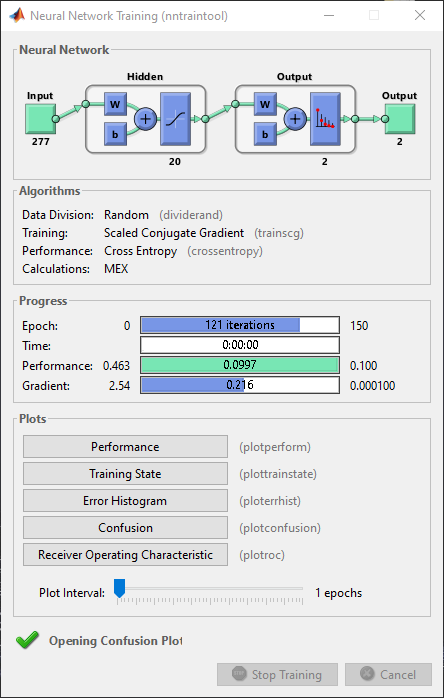 Neural Network Training (nntraintool)
Neural Network
Hidden Output
Input Output
W W
b b
+ +
277 2
20 2
Algorithms
Data Division: Random (dividerand)
Training: Scaled Conjugate Gradient (trainscg)
Performance: Cross Entropy (crossentropy)
Calculations: MEX
Progress
Epoch: 0 121 iterations 150
Time: 0:00:00
Performance: 0.463 0.0997 0.100
Gradient: 2.54 0.216 0.000100
Plots
Performance (plotperform)
Training State (plottrainstate)
Error Histogram (ploterrhist)
Confusion (plotconfusion)
Receiver Operating Characteristic (plotroc)
Plot Interval: 1 epochs
Opening Confusion Plot
Stop Training Cancel